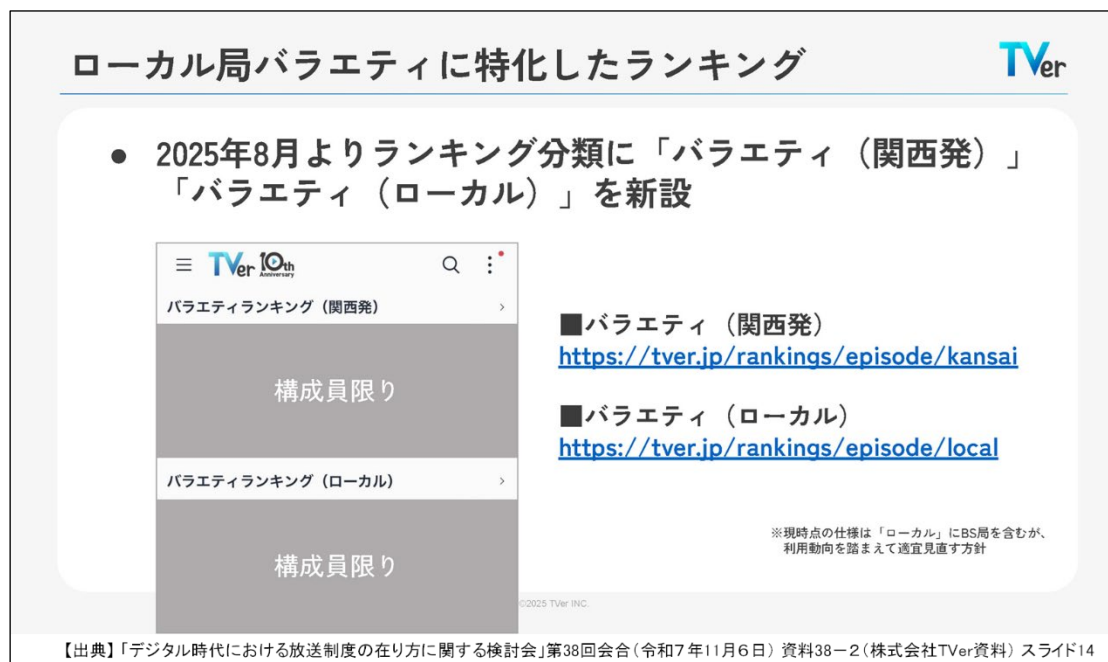 ローカル局バラエティに特化したランキング
TVer
● 2025年8月よりランキング分類に「バラエティ（関西発）」
「バラエティ（ローカル）」を新設
≡ TVer 10th Anniversary
バラエティランキング（関西発） >
構成員限り
バラエティランキング（ローカル） >
構成員限り
■バラエティ（関西発）
https://tver.jp/rankings/episode/kansai
■バラエティ（ローカル）
https://tver.jp/rankings/episode/local
※現時点の仕様は「ローカル」にBS局を含むが、
利用動向を踏まえて適宜見直す方針
©2025 TVer INC.
【出典】「デジタル時代における放送制度の在り方に関する検討会」第38回会合（令和７年11月６日） 資料38－2（株式会社TVer資料） スライド14